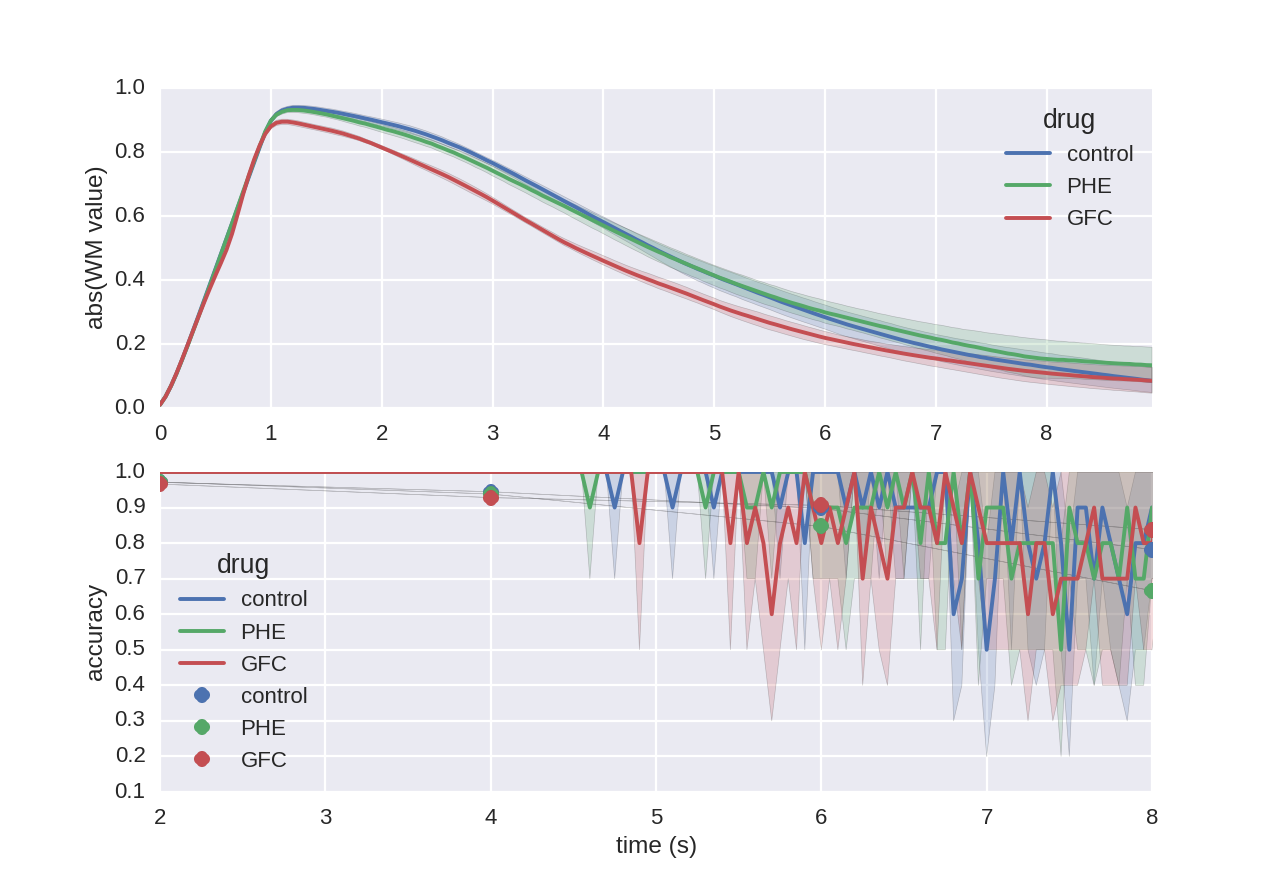 1.0
0.8
0.6
0.4
0.2
0.0
abs(WM value)
drug
control
PHE
GFC
0 1 2 3 4 5 6 7 8
1.0
0.9
0.8
0.7
0.6
0.5
0.4
0.3
0.2
0.1
accuracy
drug
control
PHE
GFC
control
PHE
GFC
2 3 4 5 6 7 8
time (s)